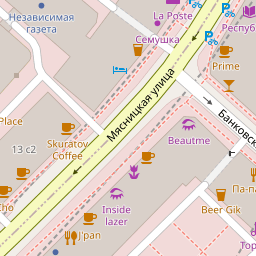 Независимая
газета
La Poste
Республ
Семушка
Prime
Мясницкая улица
Банковск
Place
Skuratov
Coffee
13 с2
Beautme
Па-па
Inside
lazer
Beer Gik
Cho
J'pan
Тор